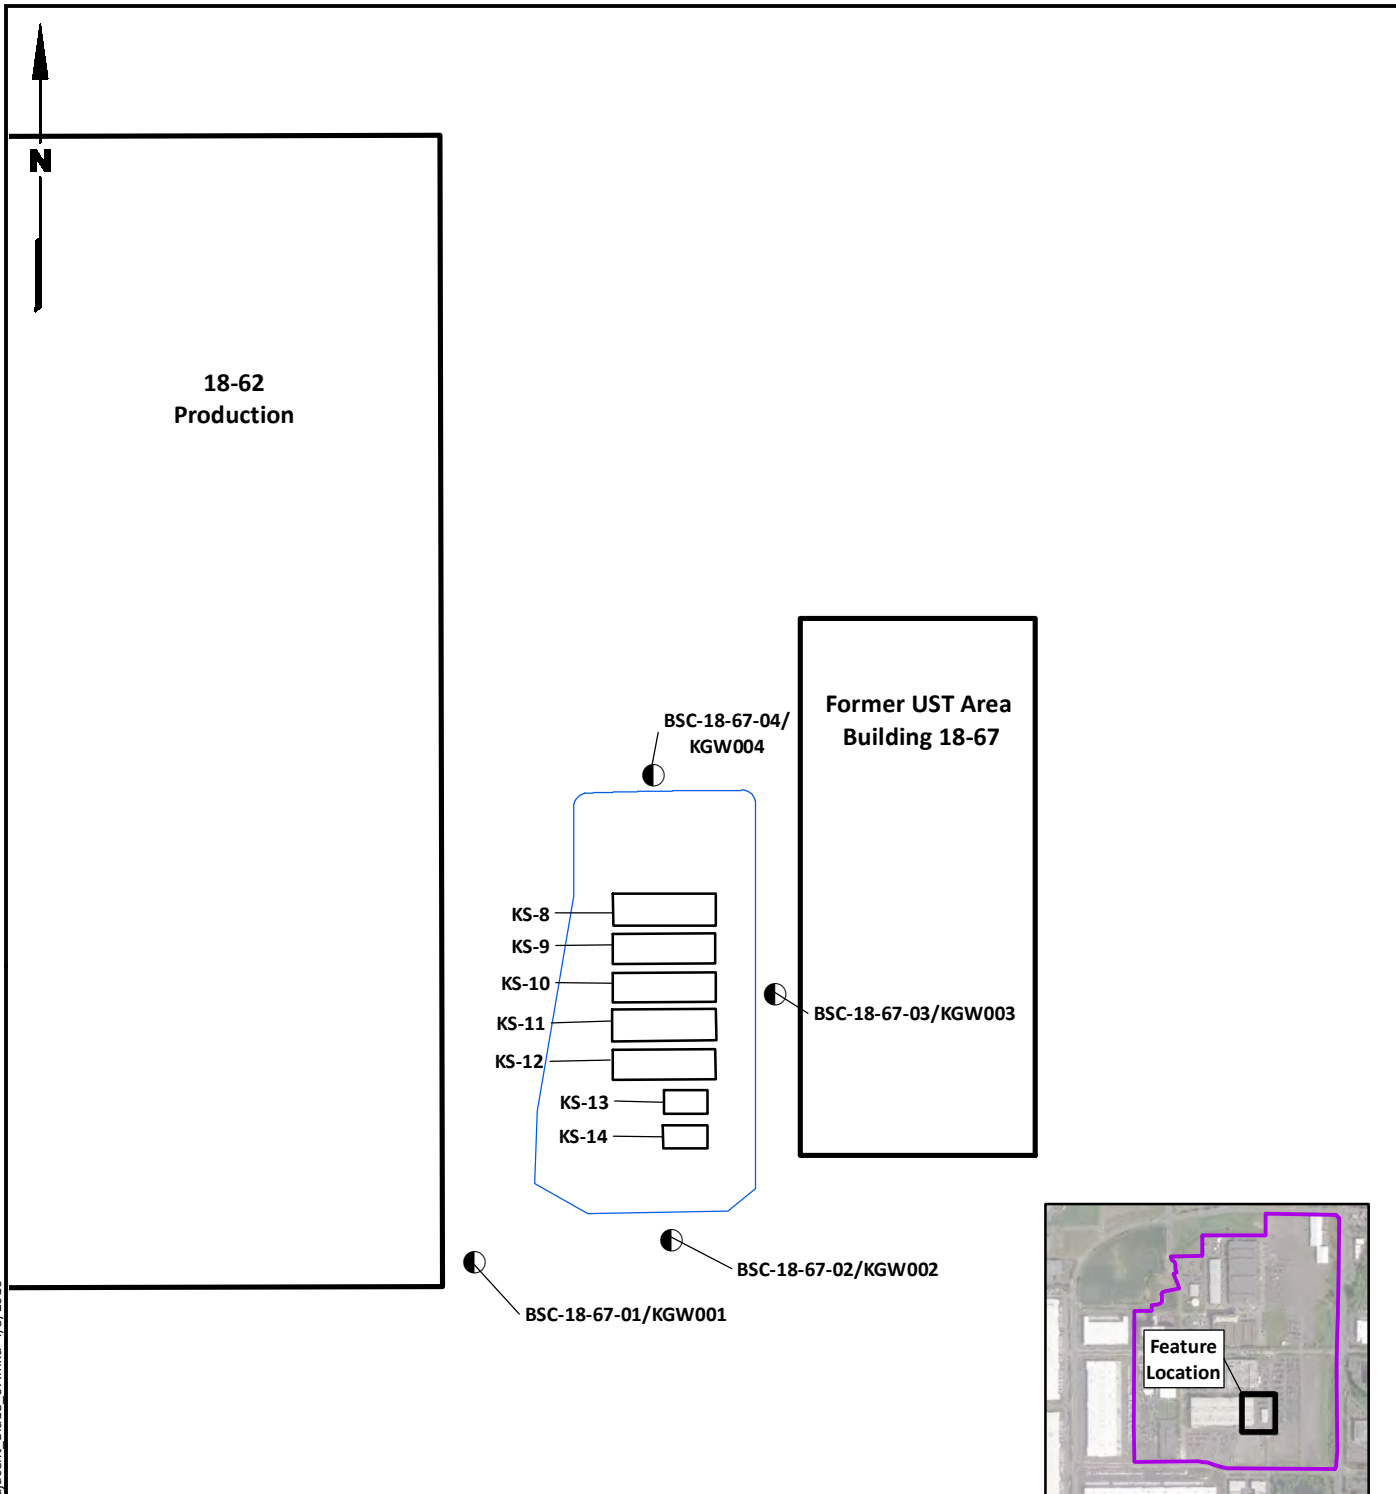 N
18-62
Production
Former UST Area
Building 18-67
BSC-18-67-04/
KGW004
KS-8
KS-9
KS-10
KS-11
KS-12
KS-13
KS-14
BSC-18-67-03/KGW003
BSC-18-67-02/KGW002
BSC-18-67-01/KGW001
Feature
Location